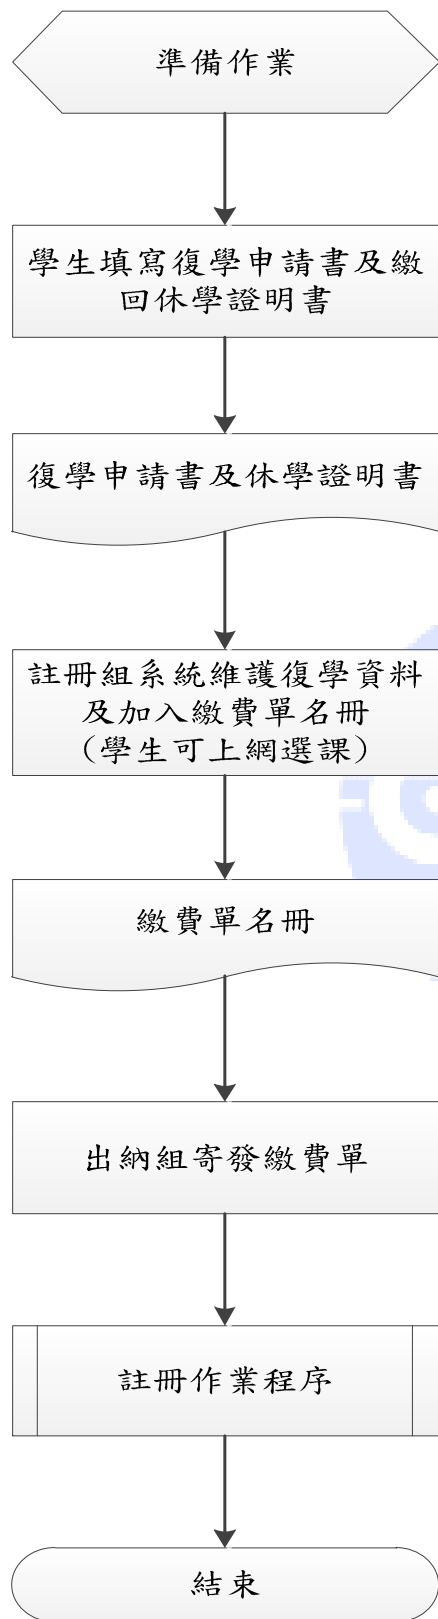 準備作業
學生填寫復學申請書及繳
回休學證明書
復學申請書及休學證明書
註冊組系統維護復學資料
及加入繳費單名冊
（學生可上網選課）
繳費單名冊
出納組寄發繳費單
註冊作業程序
結束